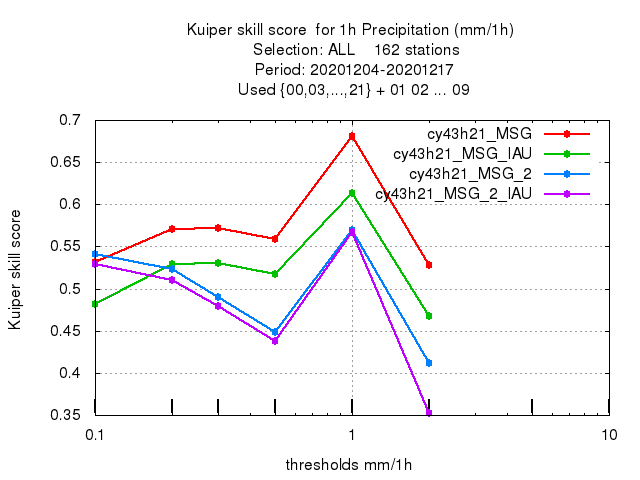 Kuiper skill score  for 1h Precipitation (mm/1h)
Selection: ALL    162 stations
Period: 20201204-20201217
Used {00,03,...,21} + 01 02 ... 09
0.7
0.65
0.6
0.55
0.5
0.45
0.4
0.35
Kuiper skill score
cy43h21_MSG
cy43h21_MSG_IAU
cy43h21_MSG_2
cy43h21_MSG_2_IAU
0.1 1 10
thresholds mm/1h